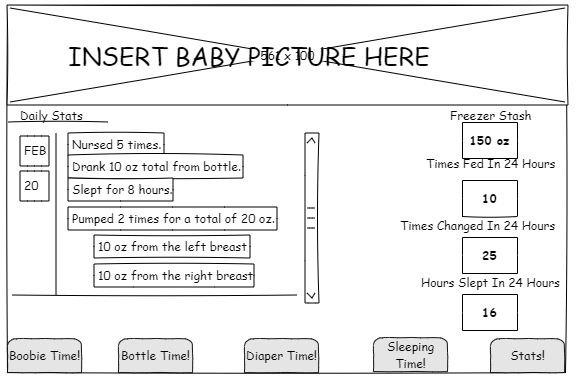 INSERT BABY PICTURE HERE
561 x 100
Daily Stats
FEB
20
Nursed 5 times.
Drank 10 oz total from bottle.
Slept for 8 hours.
Pumped 2 times for a total of 20 oz.
10 oz from the left breast
10 oz from the right breast
Freezer Stash
150 oz
Times Fed In 24 Hours
10
Times Changed In 24 Hours
25
Hours Slept In 24 Hours
16
Boobie Time!
Bottle Time!
Diaper Time!
Sleeping
Time!
Stats!